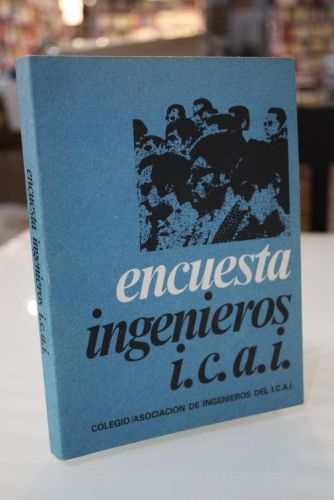 encuesta
ingenieros
i.c.a.i.
COLEGIO/ASOCIACION DE INGENIEROS DEL I.C.A.I.
encuesta ingenieros i.c.a.i.